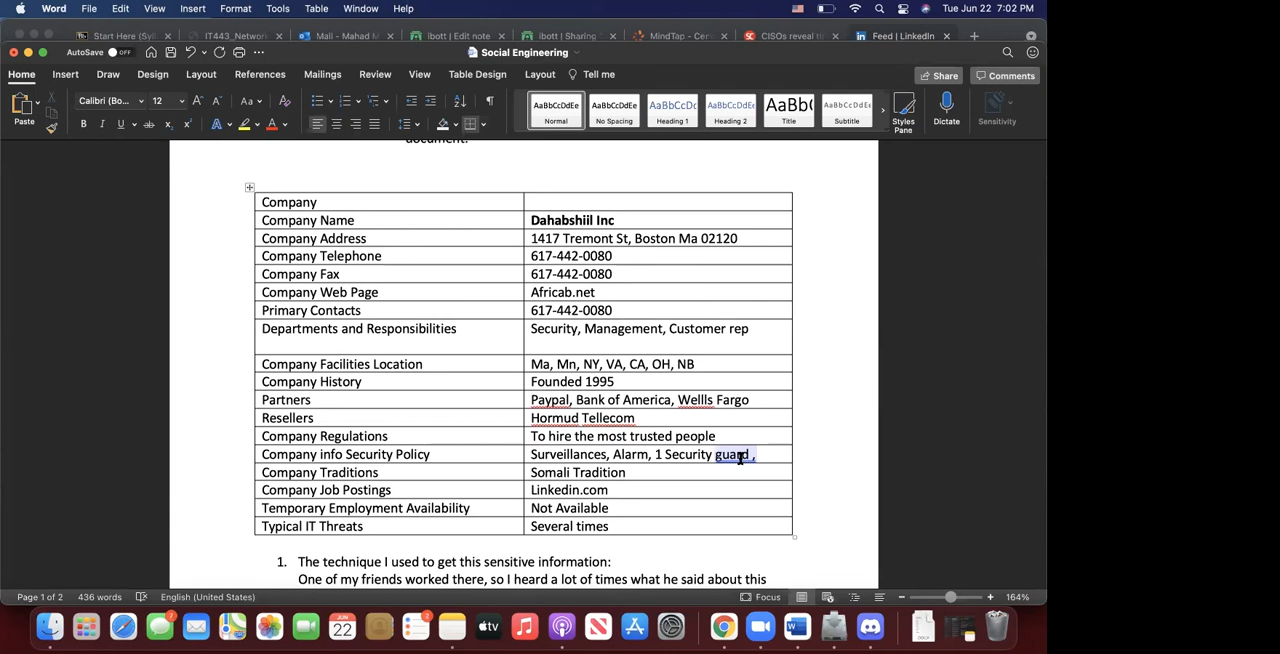 Word File Edit View Insert Format Tools Table Window Help Tue Jun 22 7:02 PM
Start Here (Syl IT443_Network Mail - Mahad M ibott | Edit note ibott | Sharing MindTap - Cer CISOs reveal ti Feed | LinkedIn
AutoSave OFF Social Engineering
Home Insert Draw Design Layout References Mailings Review View Table Design Layout Tell me Share Comments
Paste Calibri (Bo... 12 Aa AaBbCcDdEe AaBbCcDdEe AaBbCcDc AaBbCcDdEe AaBb( AaBbCcDdEe
B I U ab x x A A Normal No Spacing Heading 1 Heading 2 Title Subtitle Styles Pane Dictate Sensitivity
document.
Company
Company Name Dahabshiil Inc
Company Address 1417 Tremont St, Boston Ma 02120
Company Telephone 617-442-0080
Company Fax 617-442-0080
Company Web Page Africab.net
Primary Contacts 617-442-0080
Departments and Responsibilities Security, Management, Customer rep
Company Facilities Location Ma, Mn, NY, VA, CA, OH, NB
Company History Founded 1995
Partners Paypal, Bank of America, Wellls Fargo
Resellers Hormud Tellecom
Company Regulations To hire the most trusted people
Company info Security Policy Surveillances, Alarm, 1 Security guard ,
Company Traditions Somali Tradition
Company Job Postings Linkedin.com
Temporary Employment Availability Not Available
Typical IT Threats Several times
1. The technique I used to get this sensitive information:
One of my friends worked there, so I heard a lot of times what he said about this
Page 1 of 2 436 words English (United States) Focus 164%
7 JUN 22 2 tv